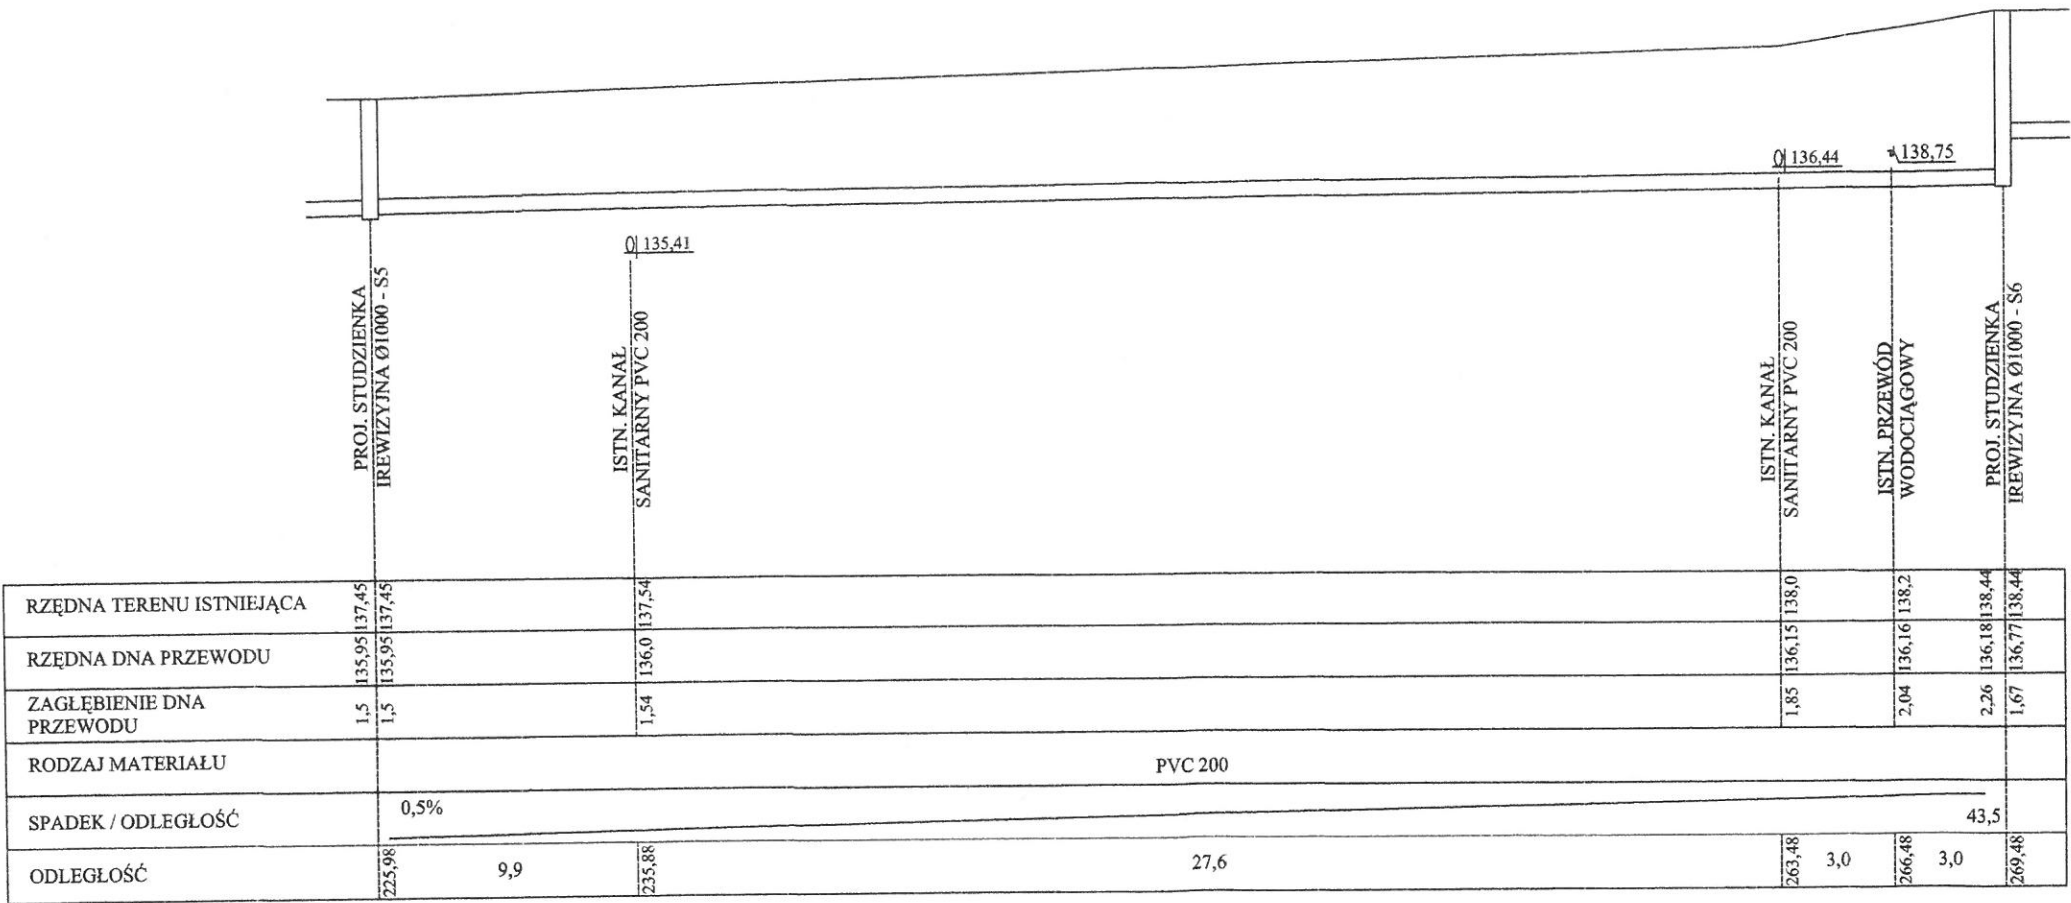 136,44
138,75
135,41
PROJ. STUDZIENKA
IREWIZYJNA Ø1000 - S5
ISTN. KANAŁ
SANITARNY PVC 200
ISTN. KANAŁ
SANITARNY PVC 200
ISTN. PRZEWÓD
WODOCIĄGOWY
PROJ. STUDZIENKA
IREWIZYJNA Ø1000 - S6
RZĘDNA TERENU ISTNIEJĄCA 137,45 137,45 137,54 138,0 138,2 138,44 138,44
RZĘDNA DNA PRZEWODU 135,95 135,95 136,0 136,15 136,16 136,18 136,77
ZAGŁĘBIENIE DNA
PRZEWODU 1,5 1,5 1,54 1,85 2,04 2,26 1,67
RODZAJ MATERIAŁU PVC 200
SPADEK / ODLEGŁOŚĆ 0,5% 43,5
ODLEGŁOŚĆ 225,98 9,9 235,88 27,6 263,48 3,0 266,48 3,0 269,48